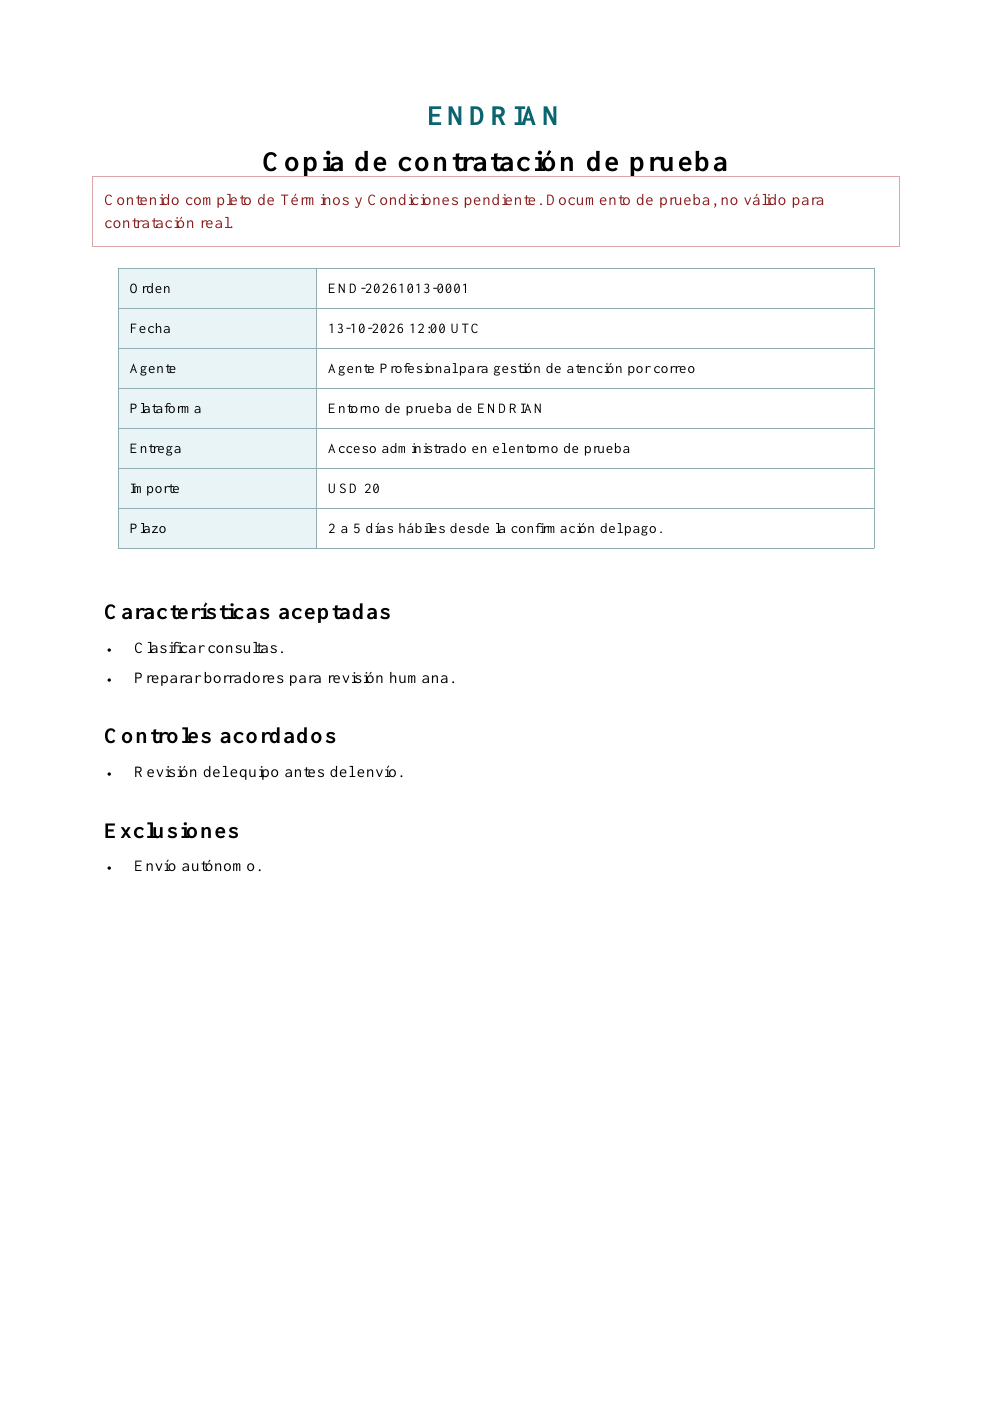 ENDRIAN
Copia de contratación de prueba
Contenido completo de Términos y Condiciones pendiente. Documento de prueba, no válido para
contratación real.
Orden END-20261013-0001
Fecha 13-10-2026 12:00 UTC
Agente Agente Profesional para gestión de atención por correo
Plataforma Entorno de prueba de ENDRIAN
Entrega Acceso administrado en el entorno de prueba
Importe USD 20
Plazo 2 a 5 días hábiles desde la confirmación del pago.
Características aceptadas
• Clasificar consultas.
• Preparar borradores para revisión humana.
Controles acordados
• Revisión del equipo antes del envío.
Exclusiones
• Envío autónomo.